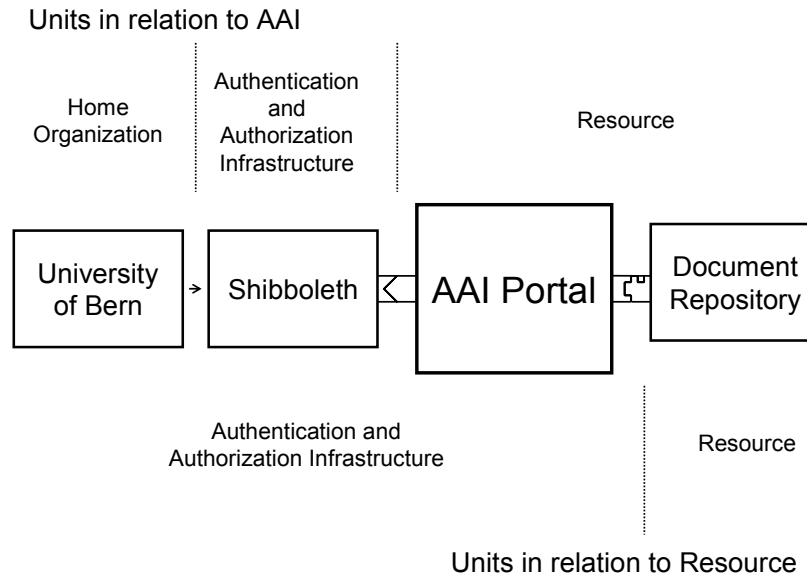 Units in relation to AAI
Home
Organization
Authentication
and
Authorization
Infrastructure
Resource
University
of Bern
Shibboleth
AAI Portal
Document
Repository
Authentication and
Authorization Infrastructure
Resource
Units in relation to Resource